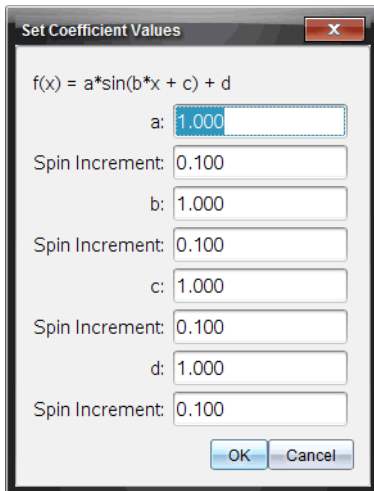 Set Coefficient Values
f(x) = a*sin(b*x + c) + d
a: 1.000
Spin Increment: 0.100
b: 1.000
Spin Increment: 0.100
c: 1.000
Spin Increment: 0.100
d: 1.000
Spin Increment: 0.100
OK Cancel